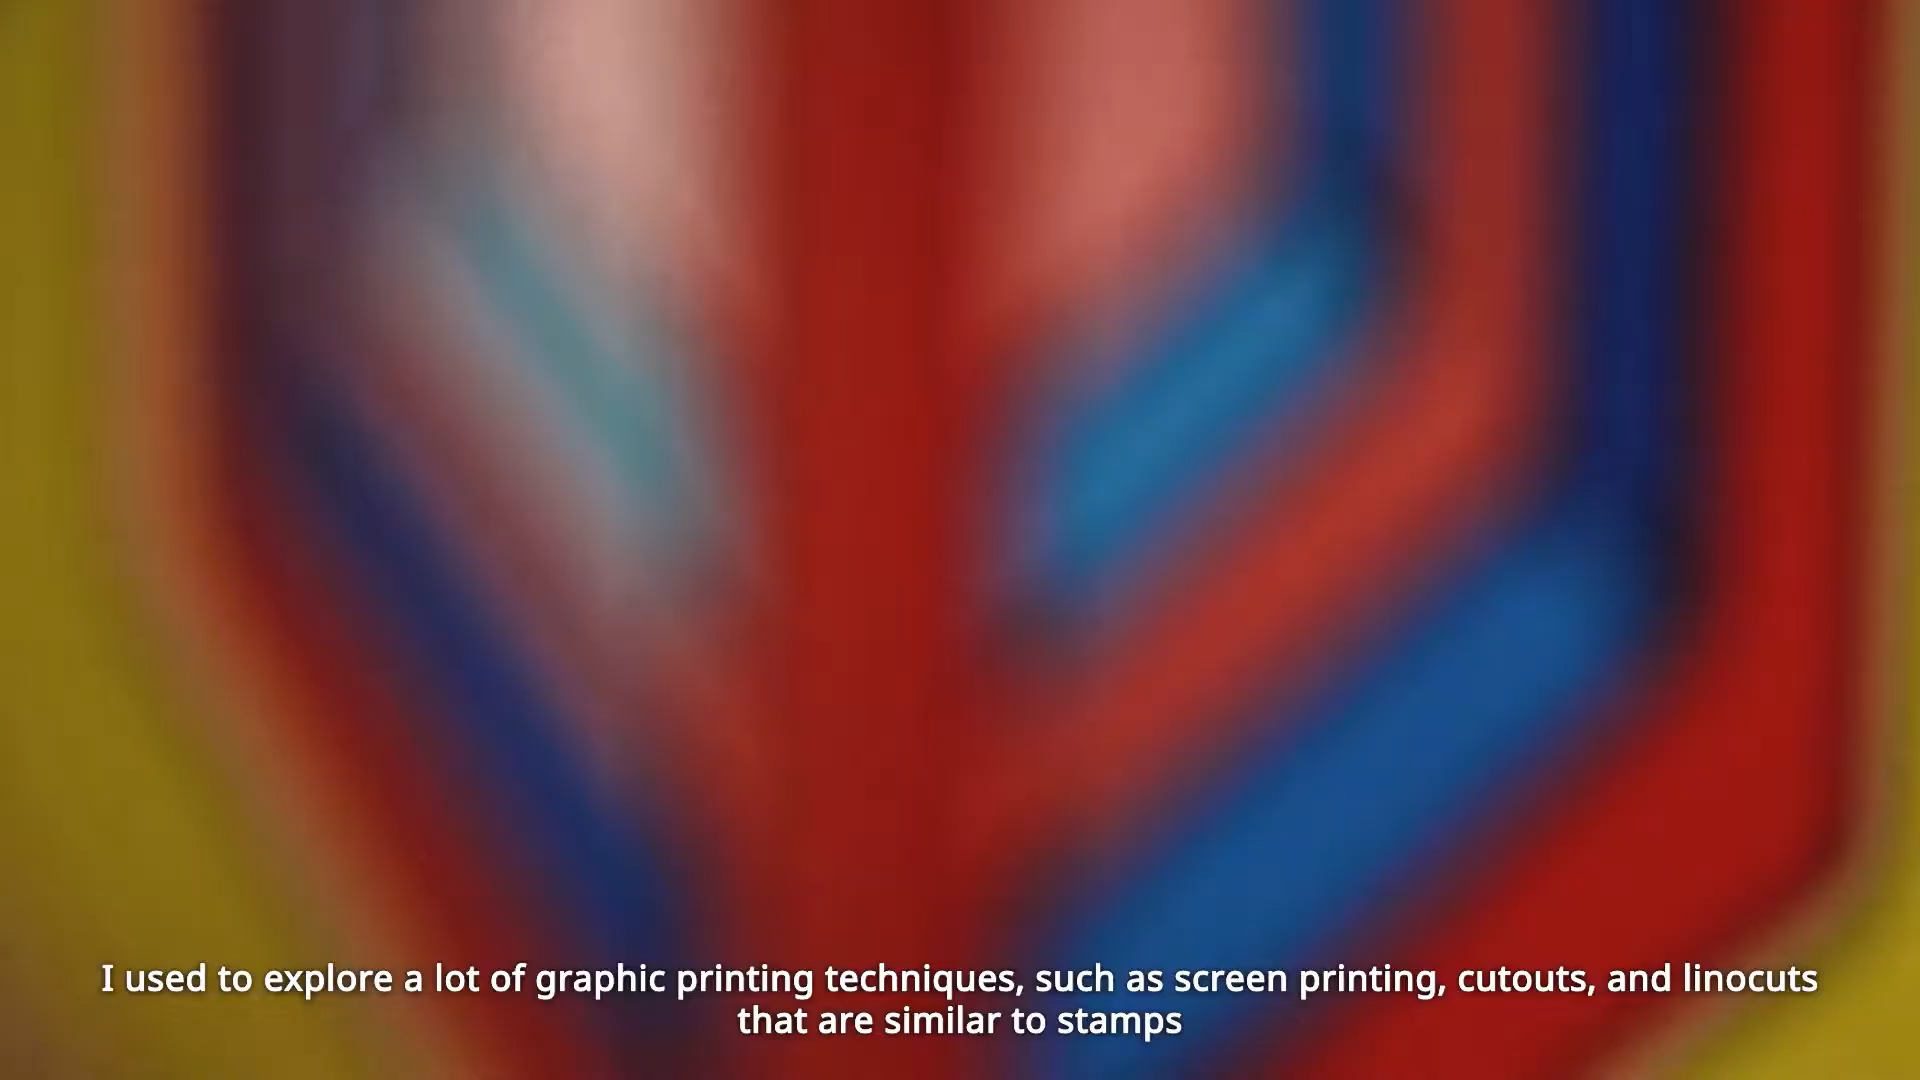 I used to explore a lot of graphic printing techniques, such as screen printing, cutouts, and linocuts
that are similar to stamps